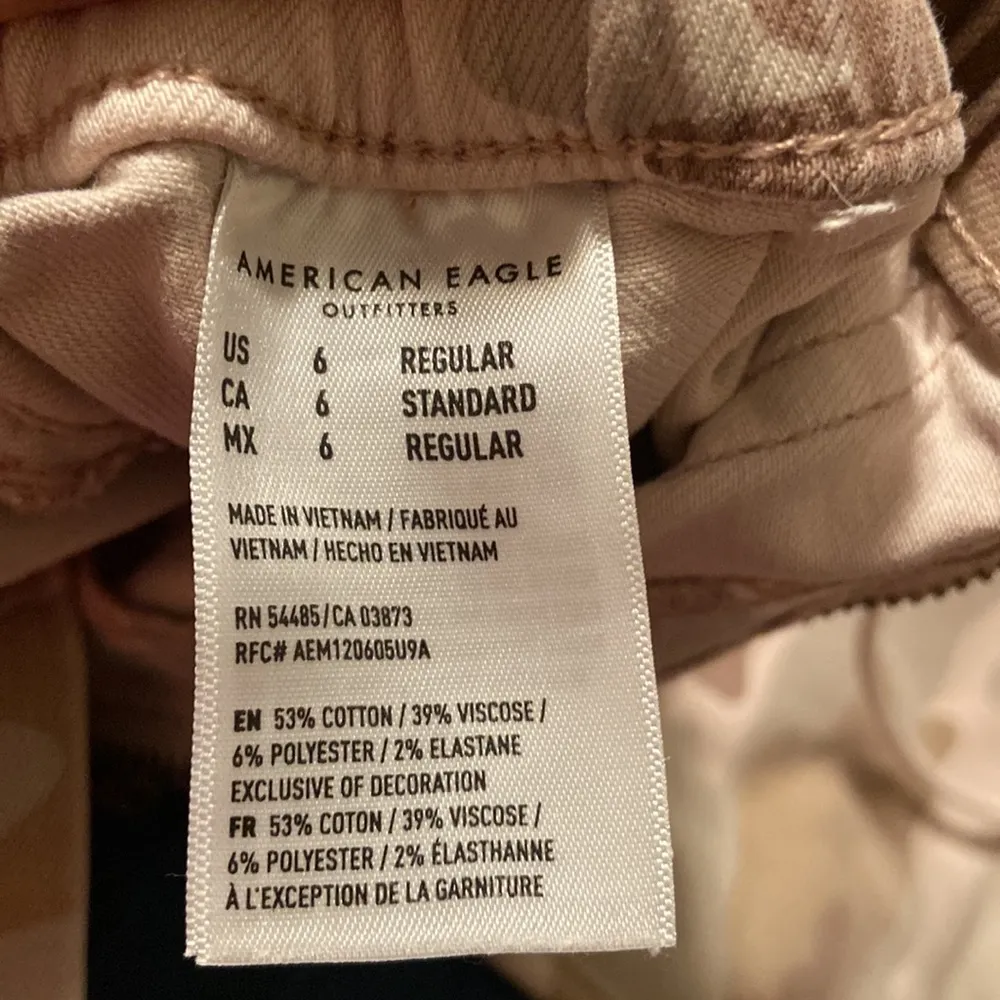 AMERICAN EAGLE
OUTFITTERS
US 6 REGULAR
CA 6 STANDARD
MX 6 REGULAR
MADE IN VIETNAM / FABRIQUÉ AU
VIETNAM / HECHO EN VIETNAM
RN 54485/CA 03873
RFC# AEM120605U9A
EN 53% COTTON / 39% VISCOSE /
6% POLYESTER / 2% ELASTANE
EXCLUSIVE OF DECORATION
FR 53% COTON / 39% VISCOSE /
6% POLYESTER / 2% ÉLASTHANNE
À L'EXCEPTION DE LA GARNITURE